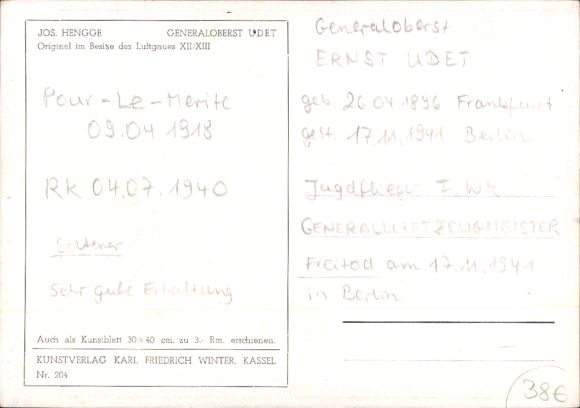 JOS. HENGGE GENERALOBERST UDET
Original im Besitze des Luftgaues XII/XIII
Pour-Le-Merite
09.04 1918
RK 04.07.1940
Seltener
Sehr gute Erhaltung
Auch als Kunstblatt 30×40 cm. zu 3.- Rm. erschienen.
KUNSTVERLAG KARL FRIEDRICH WINTER, KASSEL
Nr. 204
Generaloberst
ERNST UDET
geb. 26 04 1896 Frankfurt
gest. 17.11.1941 Berlin
Jagdflieger I WK
GENERALLUFTZEUGMEISTER
Freitod am 17.11.1941
in Berlin
38€